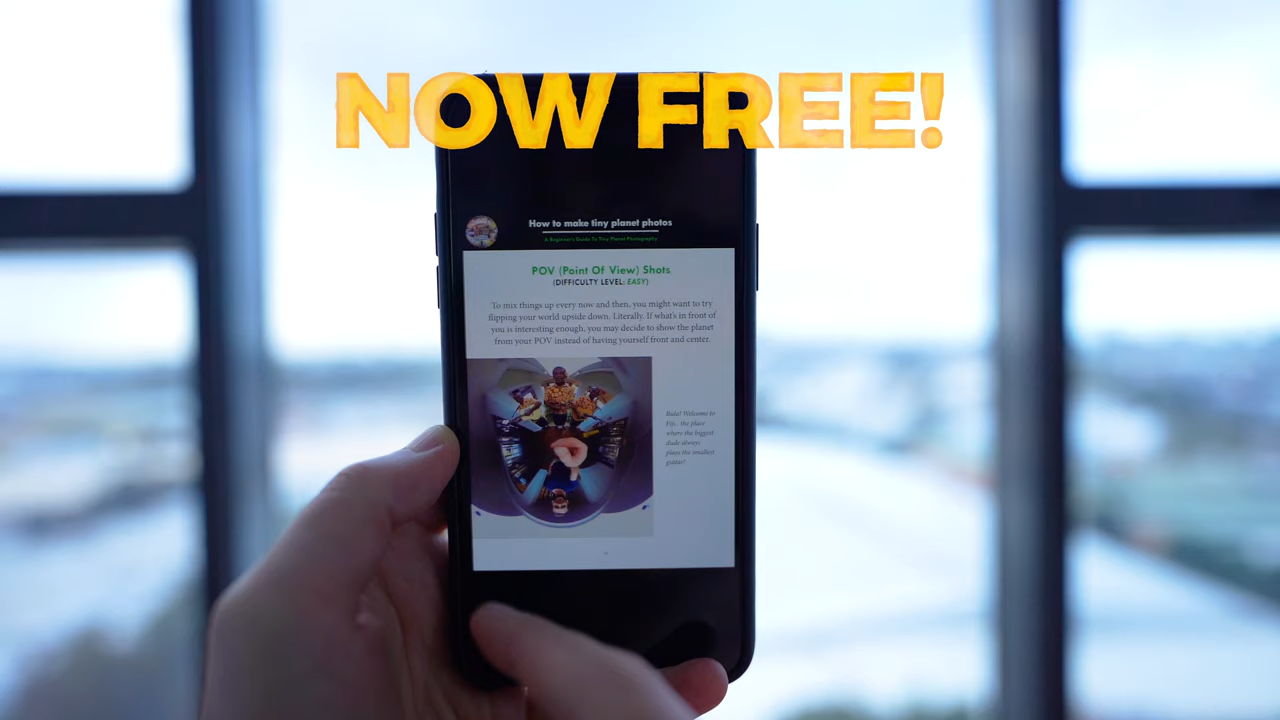 NOW FREE!
How to make tiny planet photos
A Beginner's Guide To Tiny Planet Photography
POV (Point Of View) Shots
(DIFFICULTY LEVEL: EASY)
To mix things up every now and then, you might want to try
flipping your world upside down. Literally. If what's in front of
you is interesting enough, you may decide to show the planet
from your POV instead of having yourself front and center.
Bula! Welcome to
Fiji.. the place
where the biggest
dude always
plays the smallest
guitar!